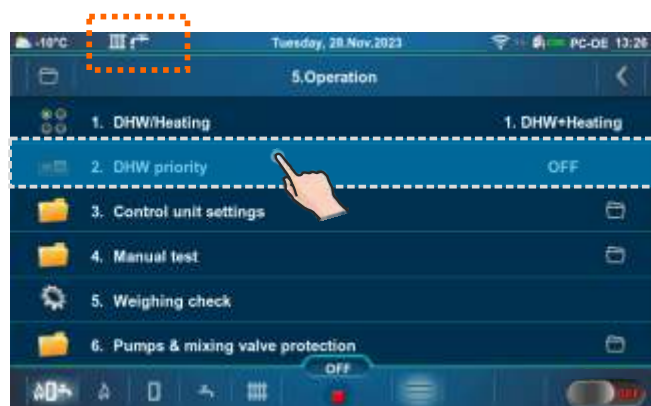 -10°C Tuesday, 28.Nov.2023 PC-OE 13:26
5.Operation
1. DHW/Heating 1. DHW+Heating
2. DHW priority OFF
3. Control unit settings
4. Manual test
5. Weighing check
6. Pumps & mixing valve protection
OFF
OFF